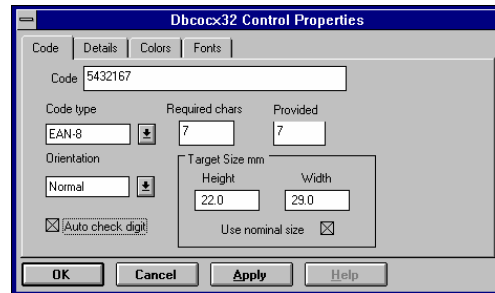 Dbcocx32 Control Properties
Code Details Colors Fonts
Code 5432167
Code type Required chars Provided
EAN-8 7 7
Orientation Target Size mm
Normal Height Width
22.0 29.0
Auto check digit Use nominal size
OK Cancel Apply Help